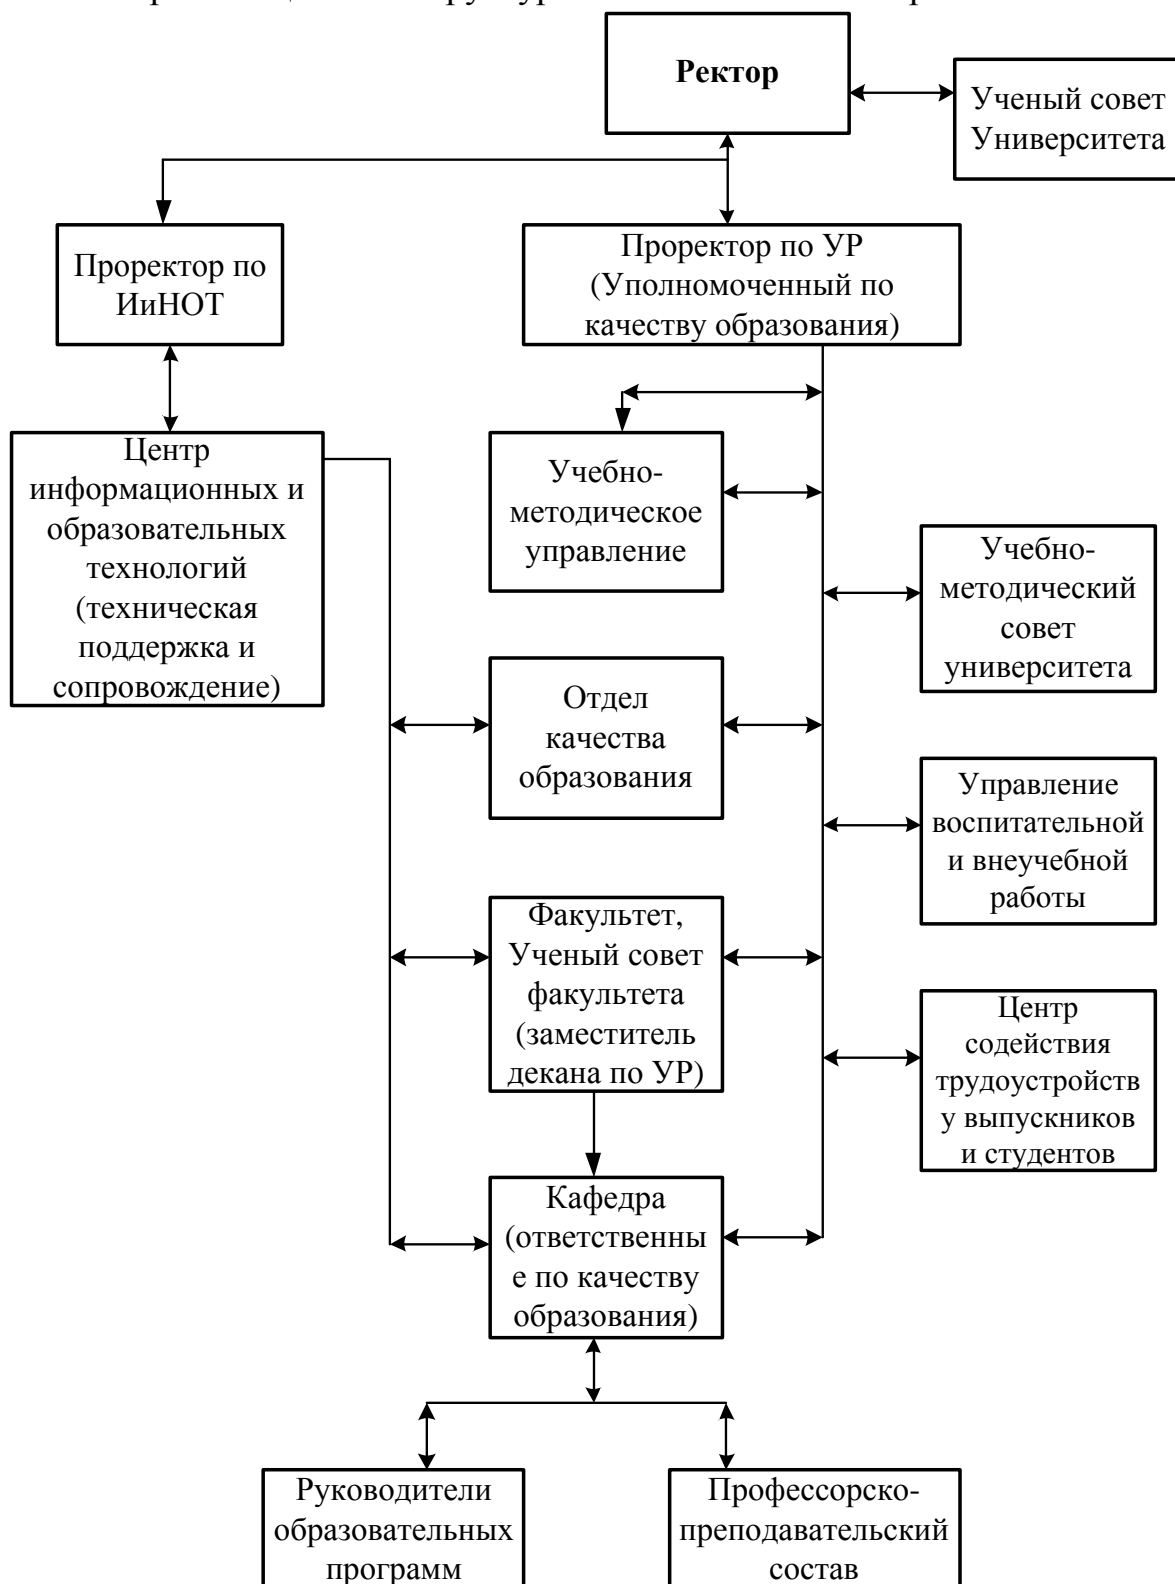 Ректор
Ученый совет
Университета
Проректор по
ИиНОТ
Проректор по УР
(Уполномоченный по
качеству образования)
Центр
информационных и
образовательных
технологий
(техническая
поддержка и
сопровождение)
Учебно-
методическое
управление
Учебно-
методический
совет
университета
Отдел
качества
образования
Управление
воспитательной
и внеучебной
работы
Факультет,
Ученый совет
факультета
(заместитель
декана по УР)
Центр
содействия
трудоустройств
у выпускников
и студентов
Кафедра
(ответственны
е по качеству
образования)
Руководители
образовательных
программ
Профессорско-
преподавательский
состав